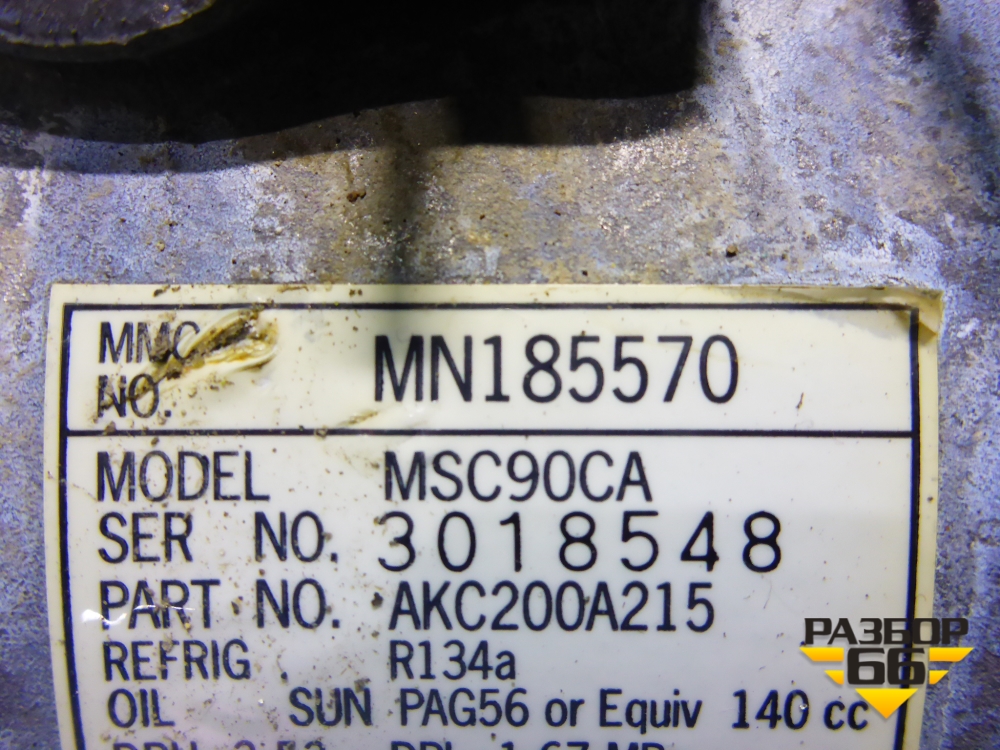 MMC
NO.
MN185570
MODEL MSC90CA
SER NO. 3018548
PART NO. AKC200A215
REFRIG. R134a
OIL SUN PAG56 or Equiv 140 cc
РАЗБОР
66